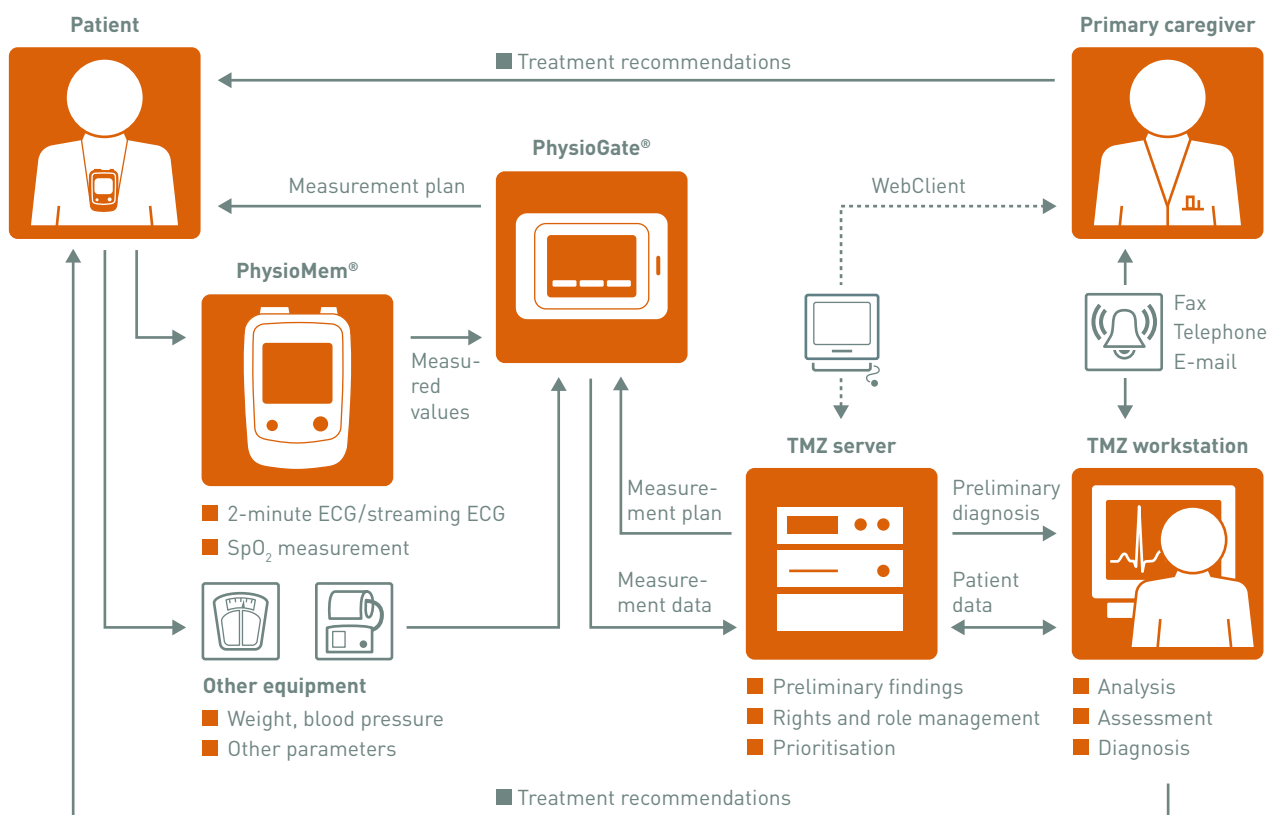 Patient
Primary caregiver
Treatment recommendations
PhysioGate®
Measurement plan
WebClient
PhysioMem®
Measu-
red
values
Fax
Telephone
E-mail
TMZ server
TMZ workstation
2-minute ECG/streaming ECG
SpO₂ measurement
Measure-
ment plan
Preliminary
diagnosis
Measure-
ment data
Patient
data
Other equipment
Weight, blood pressure
Other parameters
Preliminary findings
Rights and role management
Prioritisation
Analysis
Assessment
Diagnosis
Treatment recommendations